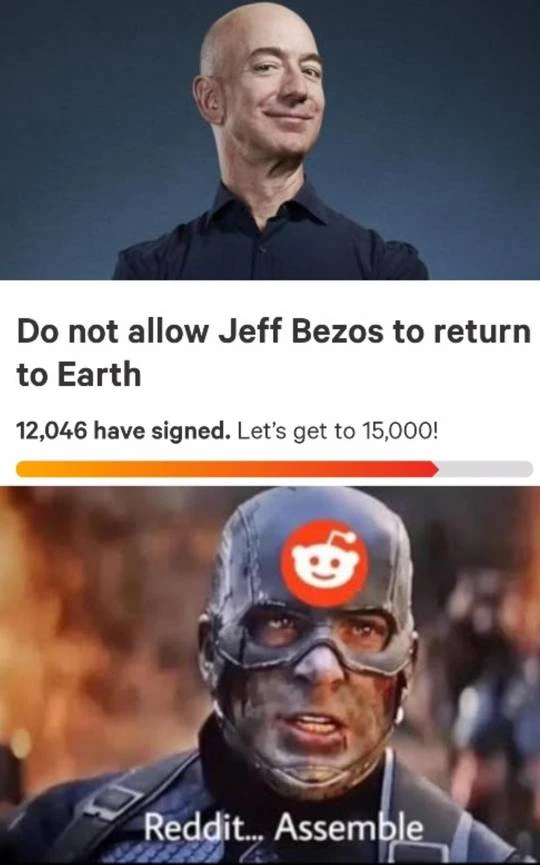 Do not allow Jeff Bezos to return
to Earth
12,046 have signed. Let's get to 15,000!
Reddit... Assemble